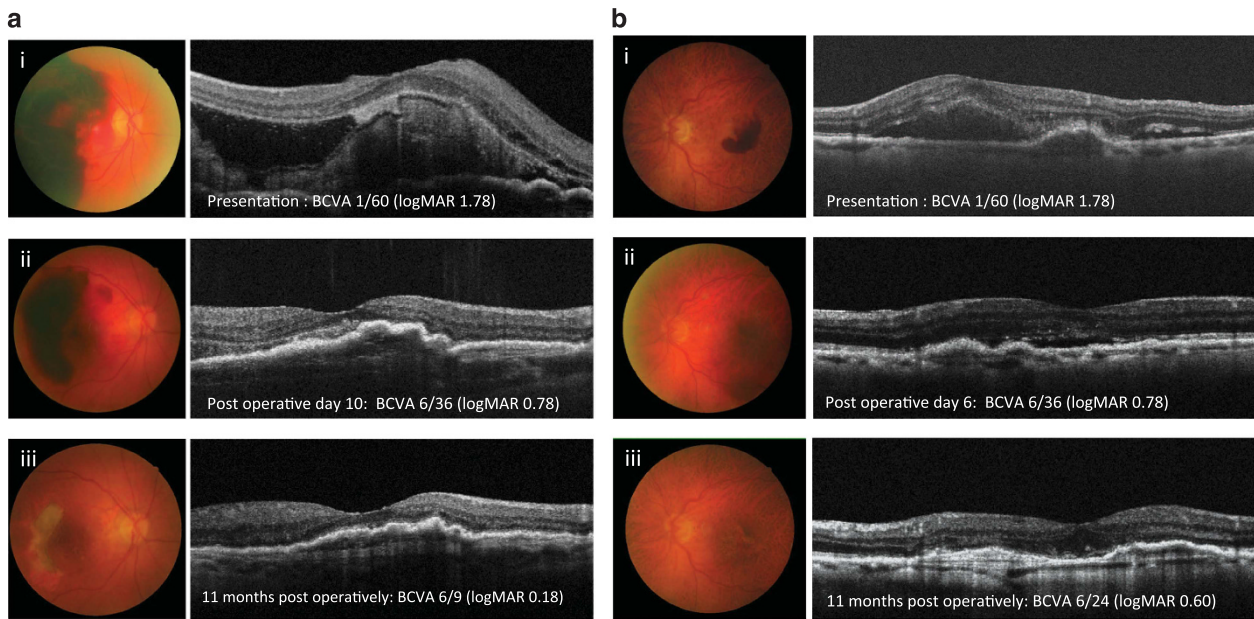 a
b
i
Presentation : BCVA 1/60 (logMAR 1.78)
i
Presentation : BCVA 1/60 (logMAR 1.78)
ii
Post operative day 10: BCVA 6/36 (logMAR 0.78)
ii
Post operative day 6: BCVA 6/36 (logMAR 0.78)
iii
11 months post operatively: BCVA 6/9 (logMAR 0.18)
iii
11 months post operatively: BCVA 6/24 (logMAR 0.60)